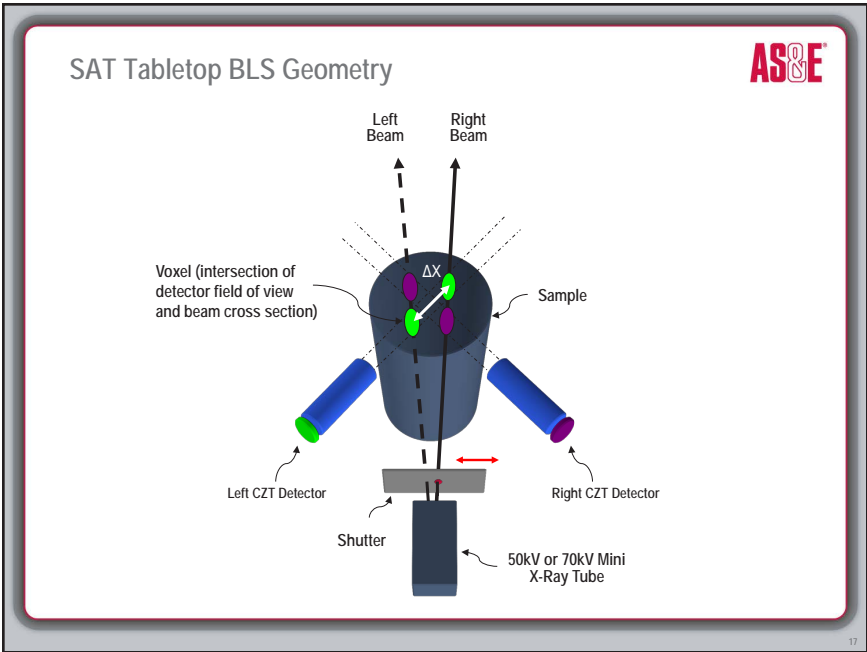 SAT Tabletop BLS Geometry
AS&E®
Left
Beam
Right
Beam
ΔX
Voxel (intersection of
detector field of view
and beam cross section)
Sample
Left CZT Detector
Right CZT Detector
Shutter
50kV or 70kV Mini
X-Ray Tube
17